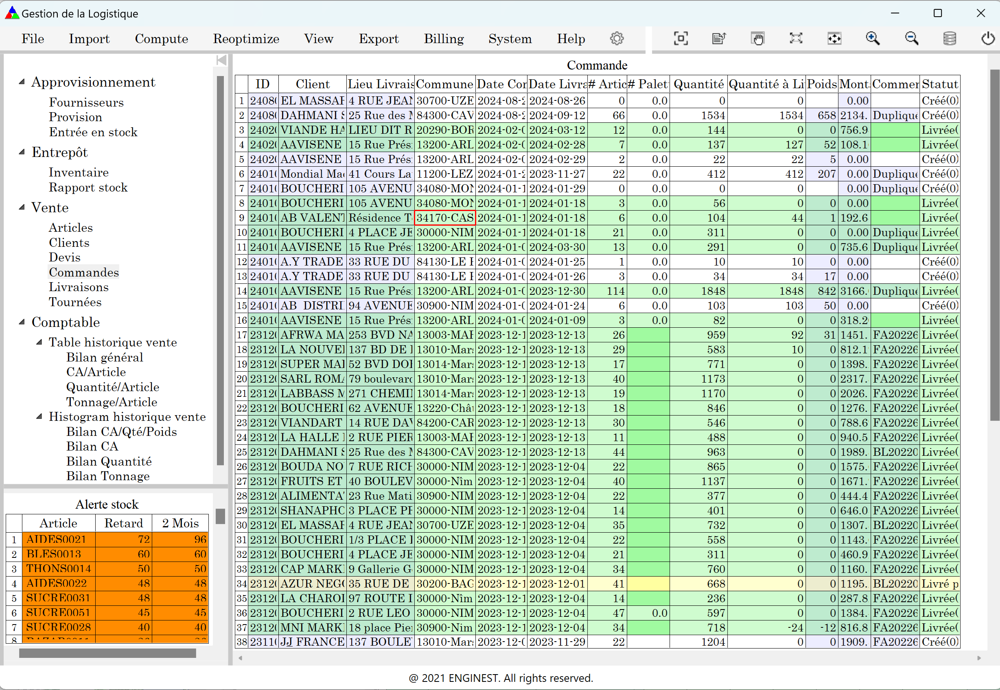 Gestion de la Logistique
File Import Compute Reoptimize View Export Billing System Help
Approvisionnement
Fournisseurs
Provision
Entrée en stock
Entrepôt
Inventaire
Rapport stock
Vente
Articles
Clients
Devis
Commandes
Livraisons
Tournées
Comptable
Table historique vente
Bilan général
CA/Article
Quantité/Article
Tonnage/Article
Histogram historique vente
Bilan CA/Qté/Poids
Bilan CA
Bilan Quantité
Bilan Tonnage
Alerte stock
Article Retard 2 Mois
1 AIDES0021 72 96
2 BLES0013 60 60
3 THONS0014 50 50
4 AIDES0022 48 48
5 SUCRE0031 48 48
6 SUCRE0051 45 45
7 SUCRE0028 40 40
8
Commande
ID Client Lieu Livrais Commune Date Cor Date Livra # Artic # Palet Quantité Quantité à Li Poids Mont Commer Statut
1 2408 EL MASSAF 4 RUE JEAN 30700-UZE 2024-08-2 2024-08-26 0 0.0 0 0 0.00 Créé(0)
2 2408 DAHMANI S 25 Rue des M 84300-CAV 2024-08-2 2024-09-12 66 0.0 1534 1534 658 2134. Dupliqué Créé(0)
3 2402 VIANDE HA LIEU DIT R 20290-BOR 2024-02-0 2024-03-12 12 0.0 144 0 0 756.9 Livrée(
4 2402 AAVISENE 15 Rue Prés 13200-ARL 2024-02-0 2024-02-28 7 0.0 137 127 52 108.1 Livrée(
5 2402 AAVISENE 15 Rue Prés 13200-ARL 2024-02-0 2024-02-29 2 0.0 22 22 5 0.00 Créé(0)
6 2401 Mondial Ma 41 Cours La 11200-LEZ 2024-01-2 2023-11-27 22 0.0 412 412 207 0.00 Dupliqué Créé(0)
7 2401 BOUCHERI 105 AVENU 34080-MON 2024-01-1 2024-01-29 0 0.0 0 0 0.00 Dupliqué Créé(0)
8 2401 BOUCHERI 105 AVENU 34080-MON 2024-01-1 2024-01-18 3 0.0 56 0 0 0.00 Livrée(
9 2401 AB VALENT Résidence T 34170-CAS 2024-01-1 2024-01-18 6 0.0 104 44 1 192.6 Livrée(
10 2401 BOUCHERI 4 PLACE JE 30000-NIM 2024-01-1 2024-01-18 21 0.0 311 0 0 0.00 Dupliqué Livrée(
11 2401 AAVISENE 15 Rue Prés 13200-ARL 2024-01-0 2024-03-30 13 0.0 291 0 0 735.6 Dupliqué Livrée(
12 2401 A.Y TRADE 33 RUE DU 84130-LE P 2024-01-0 2024-01-25 1 0.0 10 10 0 0.00 Créé(0)
13 2401 A.Y TRADE 33 RUE DU 84130-LE P 2024-01-0 2024-01-26 3 0.0 34 34 17 0.00 Créé(0)
14 2401 AAVISENE 15 Rue Prés 13200-ARL 2024-01-0 2023-12-30 114 0.0 1848 1848 842 3166. Dupliqué Livrée(
15 2401 AB DISTRI 94 AVENUE 30900-NIM 2024-01-0 2024-01-24 6 0.0 103 103 50 0.00 Créé(0)
16 2401 AAVISENE 15 Rue Prés 13200-ARL 2024-01-0 2024-01-09 3 0.0 82 0 0 318.2 Livrée(
17 2312 AFRWA MA 253 BVD NA 13003-MAR 2023-12-1 2023-12-13 26 959 92 31 1451. FA20226 Livrée(
18 2312 LA NOUVEL 137 BD DE L 13010-Mars 2023-12-1 2023-12-13 29 583 10 0 812.1 FA20226 Livrée(
19 2312 SUPER MAR 52 BVD DOI 13014-Mars 2023-12-1 2023-12-13 17 771 0 0 1398. FA20226 Livrée(
20 2312 SARL ROMA 79 boulevard 13010-Mars 2023-12-1 2023-12-13 40 1173 0 0 2317. FA20226 Livrée(
21 2312 LABBASS M 271 CHEMIN 13014-Mars 2023-12-1 2023-12-13 19 1170 0 0 2026. FA20226 Livrée(
22 2312 BOUCHERI 62 AVENUE 13220-Chât 2023-12-1 2023-12-13 18 846 0 0 1276. FA20226 Livrée(
23 2312 VIANDART 14 RUE DAV 84200-CAR 2023-12-1 2023-12-13 30 546 0 0 788.6 FA20226 Livrée(
24 2312 LA HALLE 2 RUE PIER 13003-MAR 2023-12-1 2023-12-13 11 488 0 0 940.5 FA20226 Livrée(
25 2312 DAHMANI S 25 Rue des M 84300-CAV 2023-12-1 2023-12-13 44 963 0 0 1989. BL20220 Livrée(
26 2312 BOUDA NO 7 RUE RICH 30000-NIM 2023-12-1 2023-12-04 22 865 0 0 1575. FA20226 Livrée(
27 2312 FRUITS ET 40 BOULEV 30000-Nîm 2023-12-1 2023-12-04 40 1137 0 0 1671. FA20226 Livrée(
28 2312 ALIMENTA 23 Rue Mati 30900-NIM 2023-12-1 2023-12-04 22 377 0 0 444.4 FA20226 Livrée(
29 2312 SHANAPHO 3 PLACE PR 30000-NIM 2023-12-1 2023-12-04 14 401 0 0 646.0 FA20226 Livrée(
30 2312 EL MASSAF 4 RUE JEAN 30700-UZE 2023-12-1 2023-12-04 35 732 0 0 1307. BL20220 Livrée(
31 2312 BOUCHERI 1/3 PLACE 30000-NIM 2023-12-1 2023-12-04 22 558 0 0 1143. FA20226 Livrée(
32 2312 BOUCHERI 4 PLACE JE 30000-NIM 2023-12-1 2023-12-04 21 311 0 0 460.9 FA20226 Livrée(
33 2312 CAP MARK 9 Gallerie G 30000-NIM 2023-12-1 2023-12-04 34 760 0 0 1160. FA20226 Livrée(
34 2312 AZUR NEGO 35 RUE DE 30200-BAG 2023-12-1 2023-12-01 41 668 0 0 1195. BL20220 Livré p
35 2312 LA CHAROL 97 ROUTE D 30000-Nîm 2023-12-1 2023-12-04 14 236 0 0 287.8 FA20226 Livrée(
36 2312 BOUCHERI 2 RUE LEO 30000-NIM 2023-12-1 2023-12-04 47 0.0 597 0 0 1384. FA20226 Livrée(
37 2312 MNI MARK 18 place Pier 30900-Nim 2023-12-1 2023-12-04 34 718 -24 -12 816.8 FA20226 Livrée(
38 2311 JJ FRANCE 137 BOULE 13010-Mars 2023-12-0 2023-11-29 22 1204 0 0 1909. FA20226 Créé(0)
@ 2021 ENGINEST. All rights reserved.